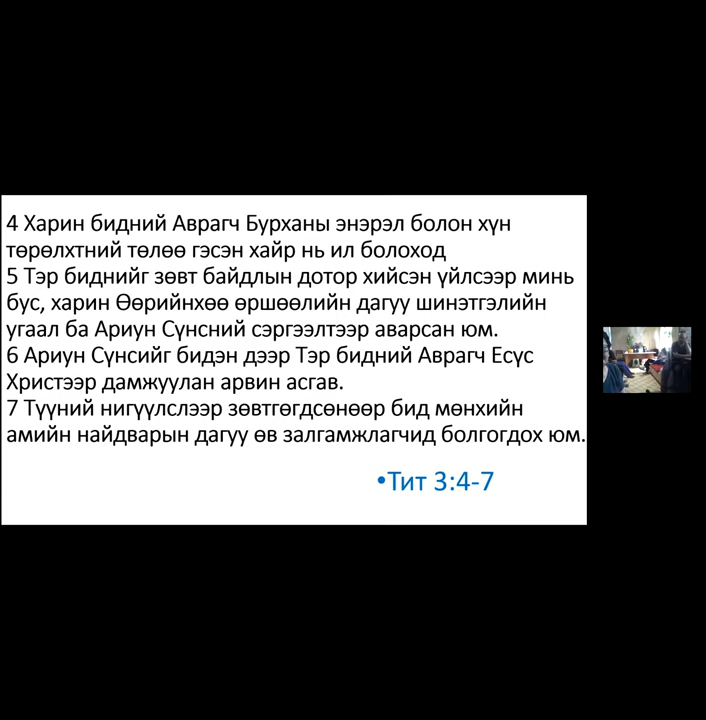 4 Харин бидний Аврагч Бурханы энэрэл болон хүн
төрөлхтний төлөө гэсэн хайр нь ил болоход
5 Тэр биднийг зөвт байдлын дотор хийсэн үйлсээр минь
бус, харин Өөрийнхөө өршөөлийн дагуу шинэтгэлийн
угаал ба Ариун Сүнсний сэргээлтээр аварсан юм.
6 Ариун Сүнсийг бидэн дээр Тэр бидний Аврагч Есүс
Христээр дамжуулан арвин асгав.
7 Түүний нигүүлслээр зөвтгөгдсөнөөр бид мөнхийн
амийн найдварын дагуу өв залгамжлагчид болгогдох юм.
•Тит 3:4-7